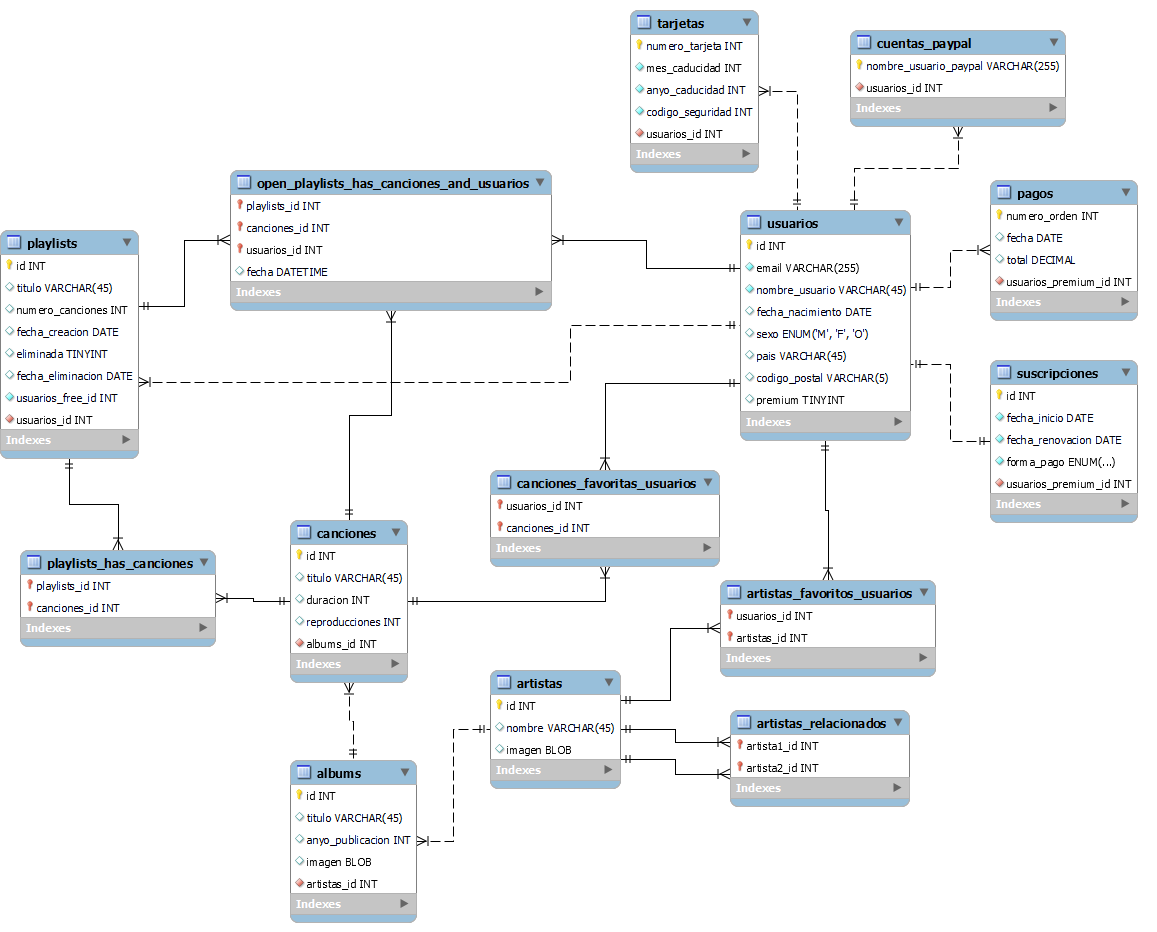 tarjetas
numero_tarjeta INT
mes_caducidad INT
anyo_caducidad INT
codigo_seguridad INT
usuarios_id INT
Indexes
cuentas_paypal
nombre_usuario_paypal VARCHAR(255)
usuarios_id INT
Indexes
open_playlists_has_canciones_and_usuarios
playlists_id INT
canciones_id INT
usuarios_id INT
fecha DATETIME
Indexes
playlists
id INT
titulo VARCHAR(45)
numero_canciones INT
fecha_creacion DATE
eliminada TINYINT
fecha_eliminacion DATE
usuarios_free_id INT
usuarios_id INT
Indexes
usuarios
id INT
email VARCHAR(255)
nombre_usuario VARCHAR(45)
fecha_nacimiento DATE
sexo ENUM('M', 'F', 'O')
pais VARCHAR(45)
codigo_postal VARCHAR(5)
premium TINYINT
Indexes
pagos
numero_orden INT
fecha DATE
total DECIMAL
usuarios_premium_id INT
Indexes
suscripciones
id INT
fecha_inicio DATE
fecha_renovacion DATE
forma_pago ENUM(...)
usuarios_premium_id INT
Indexes
canciones_favoritas_usuarios
usuarios_id INT
canciones_id INT
Indexes
playlists_has_canciones
playlists_id INT
canciones_id INT
Indexes
canciones
id INT
titulo VARCHAR(45)
duracion INT
reproducciones INT
albums_id INT
Indexes
artistas_favoritos_usuarios
usuarios_id INT
artistas_id INT
Indexes
artistas
id INT
nombre VARCHAR(45)
imagen BLOB
Indexes
artistas_relacionados
artista1_id INT
artista2_id INT
Indexes
albums
id INT
titulo VARCHAR(45)
anyo_publicacion INT
imagen BLOB
artistas_id INT
Indexes